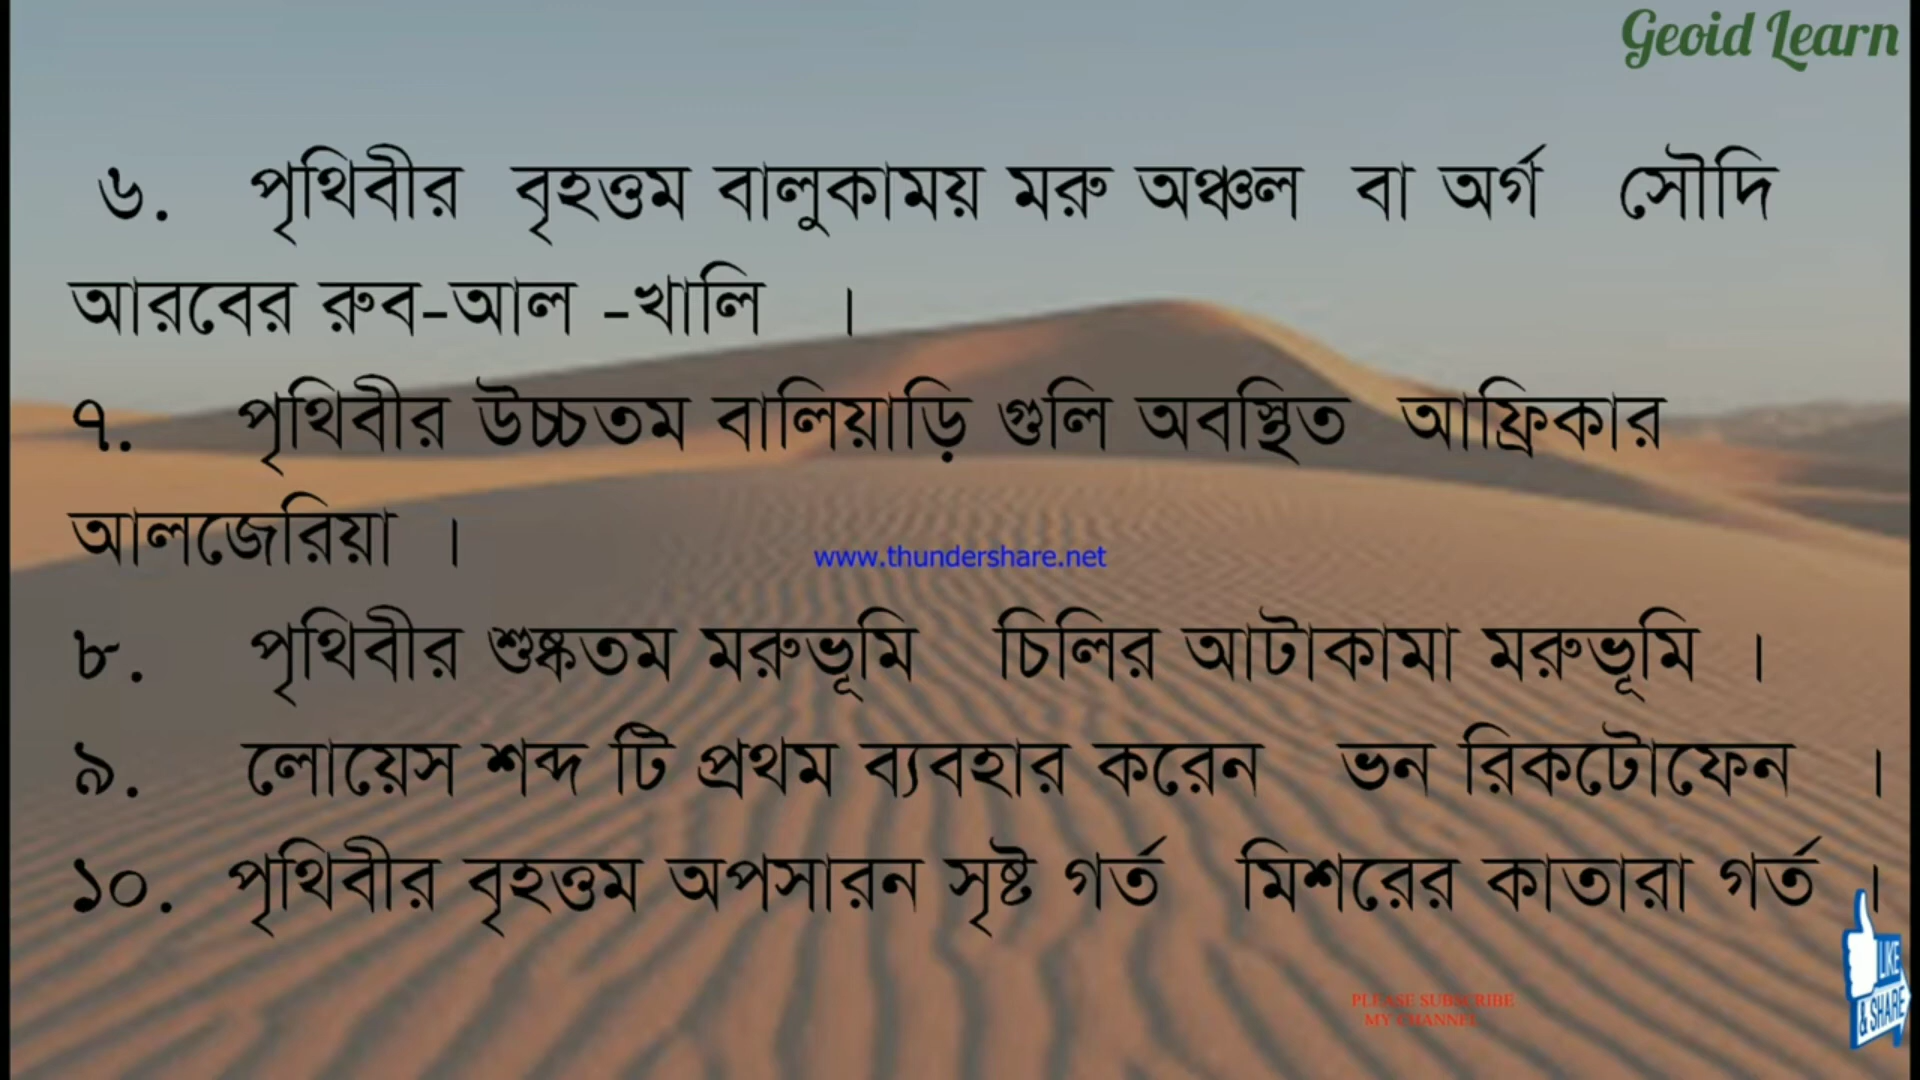 Geoid Learn
৬. পৃথিবীর বৃহত্তম বালুকাময় মরু অঞ্চল বা অর্গ সৌদি
আরবের রুব-আল -খালি ।
৭. পৃথিবীর উচ্চতম বালিয়াড়ি গুলি অবস্থিত আফ্রিকার
আলজেরিয়া ।
www.thundershare.net
৮. পৃথিবীর শুষ্কতম মরুভূমি চিলির আটাকামা মরুভূমি ।
৯. লোয়েস শব্দ টি প্রথম ব্যবহার করেন ভন রিকটোফেন ।
১০. পৃথিবীর বৃহত্তম অপসারন সৃষ্ট গর্ত মিশরের কাতারা গর্ত ।
LIKE
& SHARE
PLEASE SUBSCRIBE
MY CHANNEL